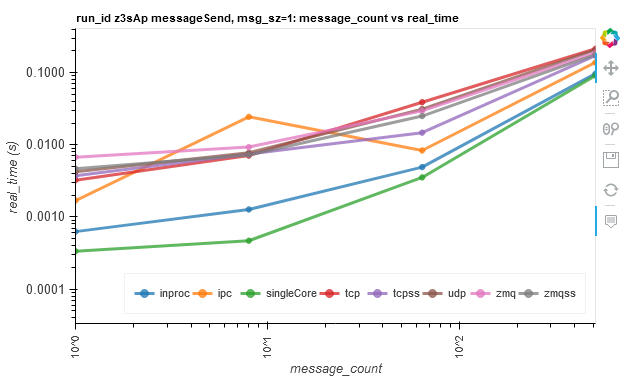 run_id z3sAp messageSend, msg_sz=1: message_count vs real_time
real_time (s)
0.1000
0.0100
0.0010
0.0001
inproc ipc singleCore tcp tcpss udp zmq zmqss
10^0 10^1 10^2
message_count